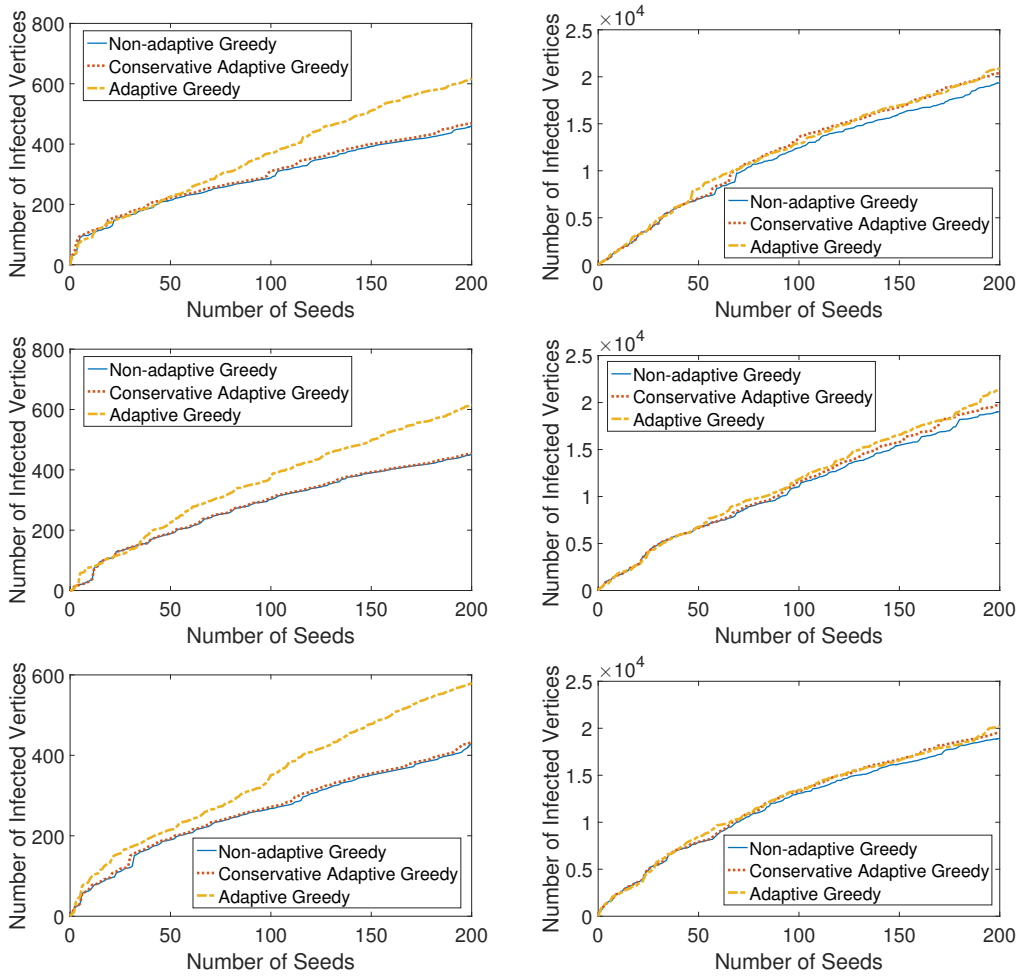 Number of Infected Vertices
800
600
400
200
0
Non-adaptive Greedy
Conservative Adaptive Greedy
Adaptive Greedy
0 50 100 150 200
Number of Seeds
Number of Infected Vertices
×10^4
2.5
2
1.5
1
0.5
0
Non-adaptive Greedy
Conservative Adaptive Greedy
Adaptive Greedy
0 50 100 150 200
Number of Seeds
Number of Infected Vertices
800
600
400
200
0
Non-adaptive Greedy
Conservative Adaptive Greedy
Adaptive Greedy
0 50 100 150 200
Number of Seeds
Number of Infected Vertices
×10^4
2.5
2
1.5
1
0.5
0
Non-adaptive Greedy
Conservative Adaptive Greedy
Adaptive Greedy
0 50 100 150 200
Number of Seeds
Number of Infected Vertices
600
400
200
0
Non-adaptive Greedy
Conservative Adaptive Greedy
Adaptive Greedy
0 50 100 150 200
Number of Seeds
Number of Infected Vertices
×10^4
2.5
2
1.5
1
0.5
0
Non-adaptive Greedy
Conservative Adaptive Greedy
Adaptive Greedy
0 50 100 150 200
Number of Seeds